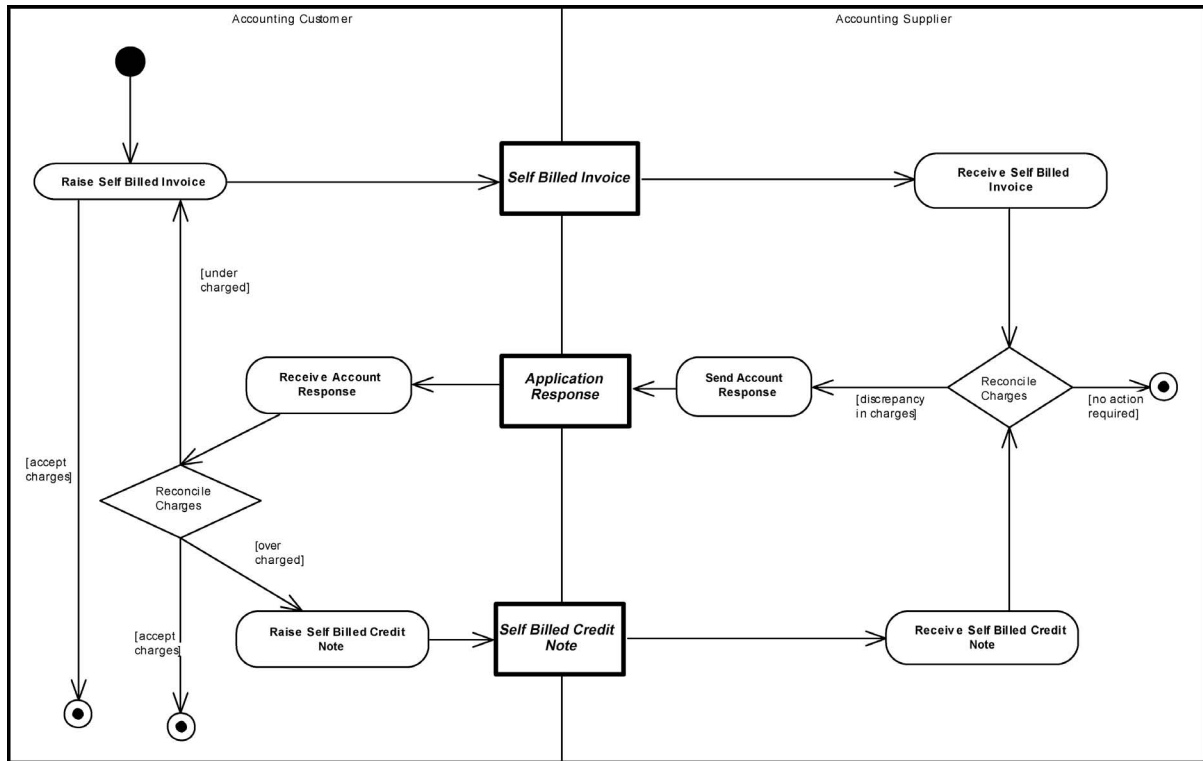 Accounting Customer
Accounting Supplier
Raise Self Billed Invoice
Self Billed Invoice
Receive Self Billed
Invoice
[under
charged]
Receive Account
Response
Application
Response
Send Account
Response
[discrepancy
in charges]
Reconcile
Charges
[no action
required]
[accept
charges]
Reconcile
Charges
[over
charged]
[accept
charges]
Raise Self Billed Credit
Note
Self Billed Credit
Note
Receive Self Billed Credit
Note